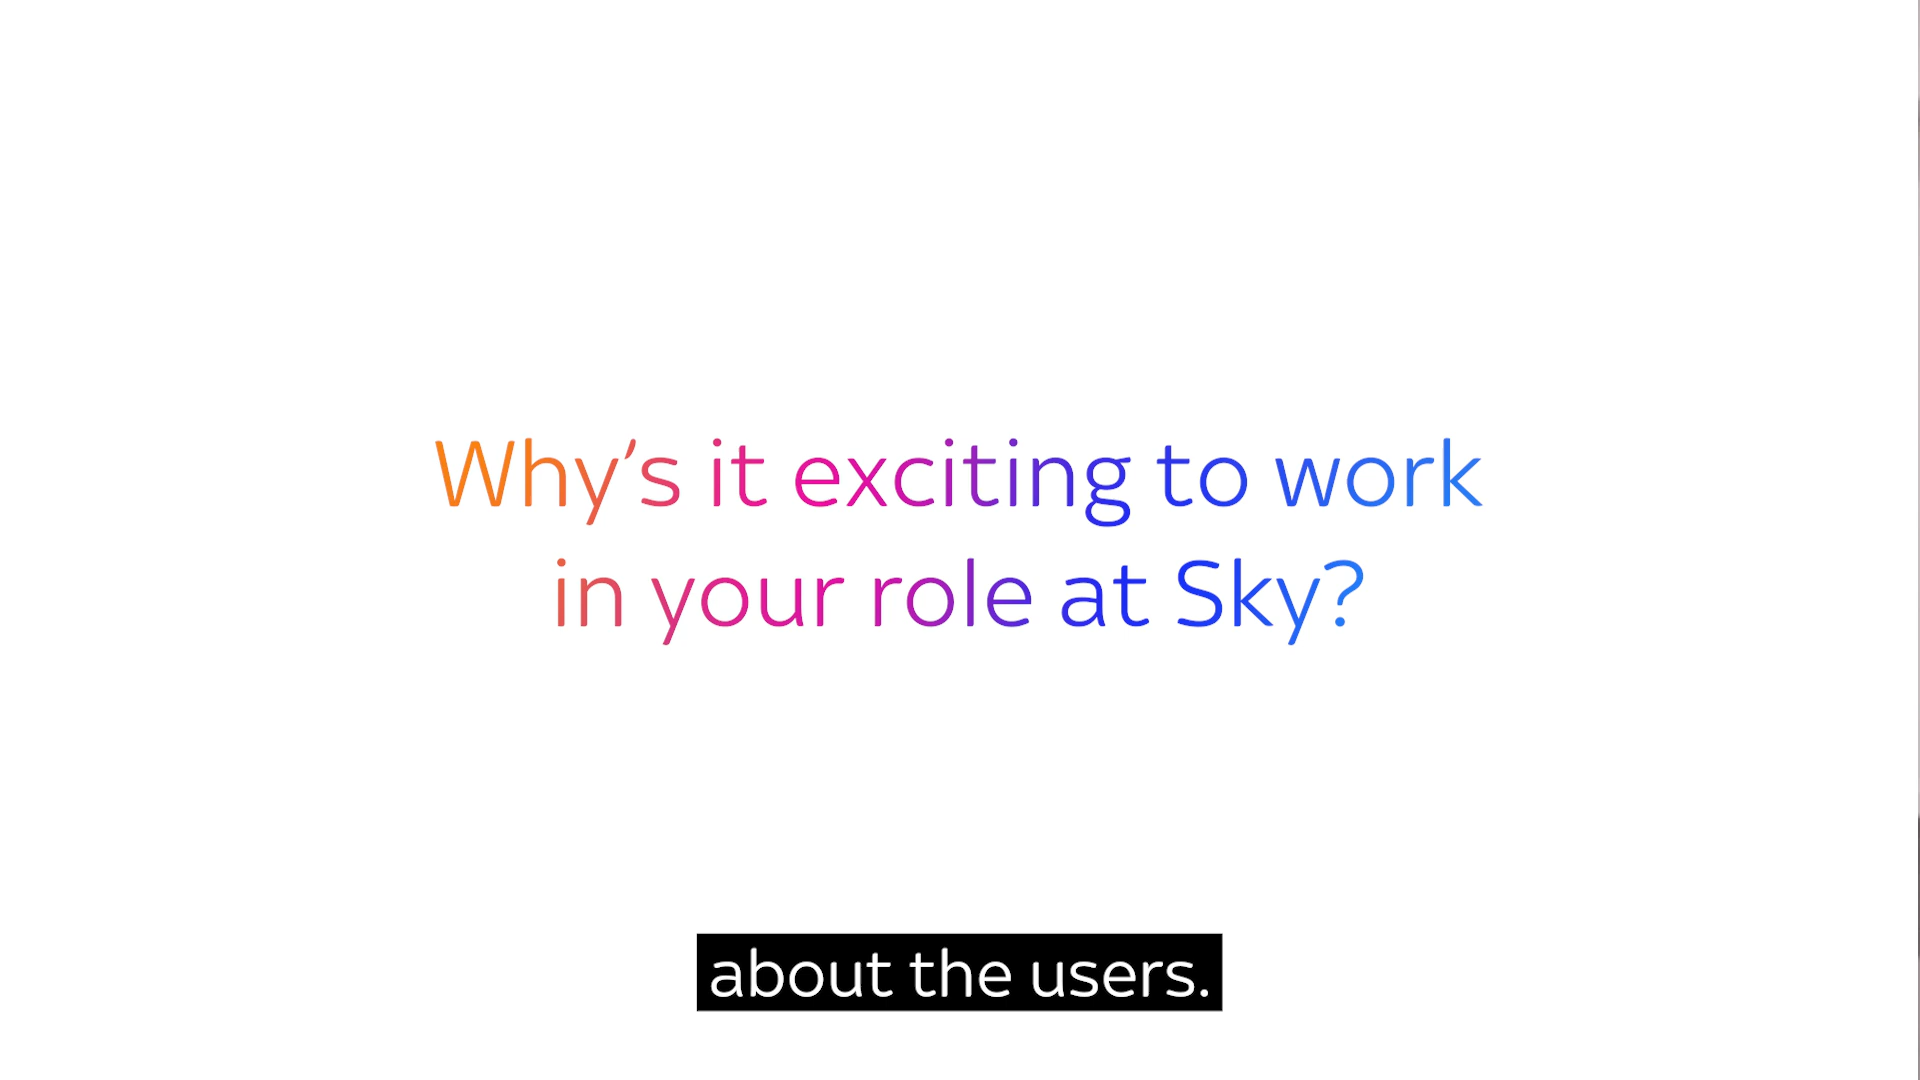 Why’s it exciting to work
in your role at Sky?
about the users.